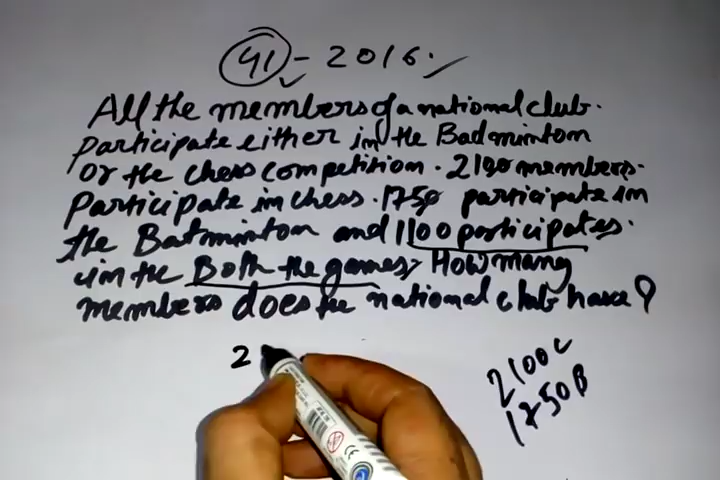 41 - 2016.
All the members of a national club.
Participate either in the Badminton
or the chess competition. 2100 members.
Participate in chess. 1750 participate in
the Batminton and 1100 participates.
in the Both the games, How many
members does the national club have?
2
2100 C
1750 B